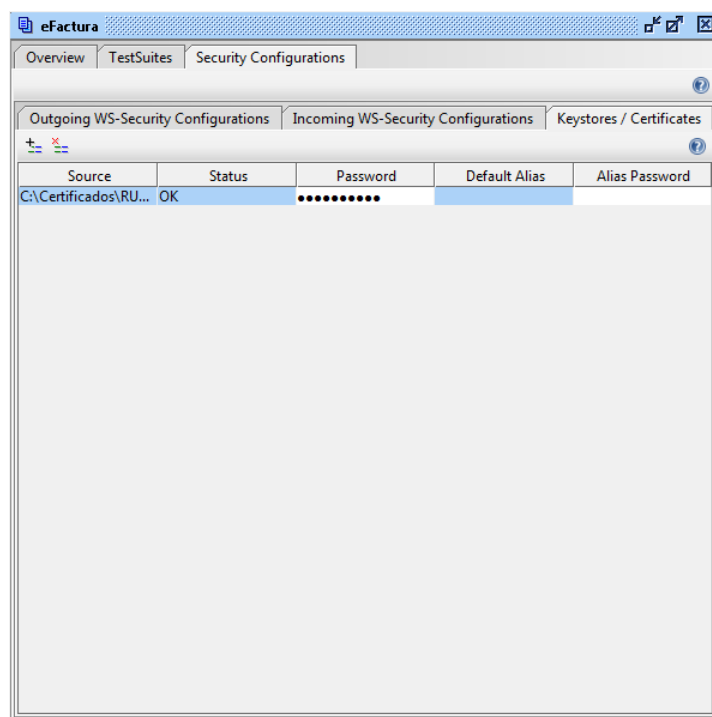 eFactura
Overview TestSuites Security Configurations
Outgoing WS-Security Configurations Incoming WS-Security Configurations Keystores / Certificates
Source Status Password Default Alias Alias Password
C:\Certificados\RU... OK ●●●●●●●●●●